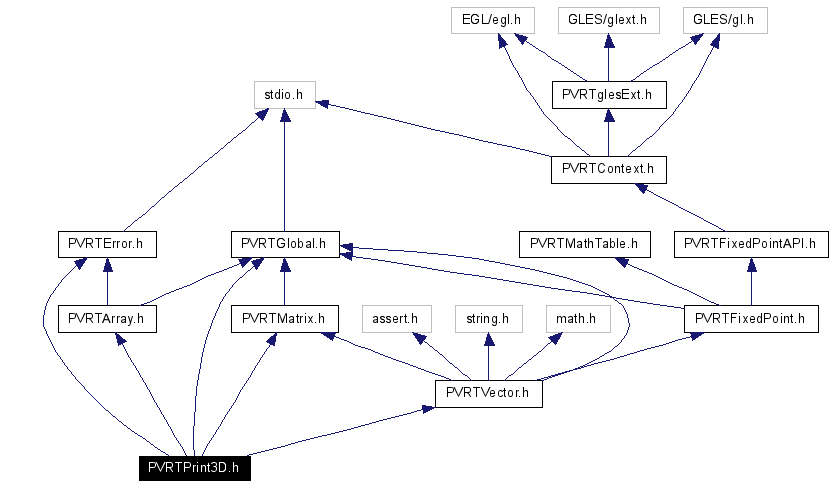 EGL/egl.h
GLES/glext.h
GLES/gl.h
stdio.h
PVRTglesExt.h
PVRTContext.h
PVRTError.h
PVRTGlobal.h
PVRTMathTable.h
PVRTFixedPointAPI.h
PVRTArray.h
PVRTMatrix.h
assert.h
string.h
math.h
PVRTFixedPoint.h
PVRTVector.h
PVRTPrint3D.h